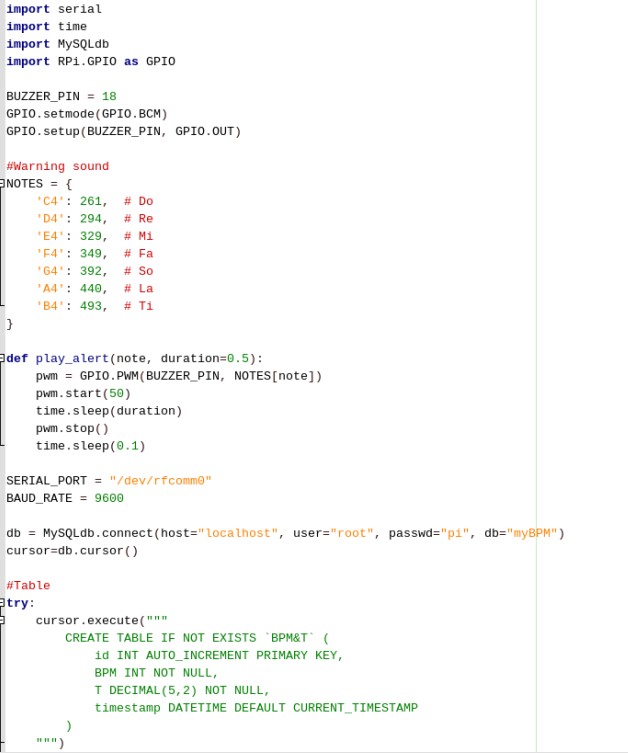 import serial
import time
import MySQLdb
import RPi.GPIO as GPIO

BUZZER_PIN = 18
GPIO.setmode(GPIO.BCM)
GPIO.setup(BUZZER_PIN, GPIO.OUT)

#Warning sound
NOTES = {
    'C4': 261,  # Do
    'D4': 294,  # Re
    'E4': 329,  # Mi
    'F4': 349,  # Fa
    'G4': 392,  # So
    'A4': 440,  # La
    'B4': 493,  # Ti
}

def play_alert(note, duration=0.5):
    pwm = GPIO.PWM(BUZZER_PIN, NOTES[note])
    pwm.start(50)
    time.sleep(duration)
    pwm.stop()
    time.sleep(0.1)

SERIAL_PORT = "/dev/rfcomm0"
BAUD_RATE = 9600

db = MySQLdb.connect(host="localhost", user="root", passwd="pi", db="myBPM")
cursor=db.cursor()

#Table
try:
    cursor.execute("""
        CREATE TABLE IF NOT EXISTS `BPM&T` (
            id INT AUTO_INCREMENT PRIMARY KEY,
            BPM INT NOT NULL,
            T DECIMAL(5,2) NOT NULL,
            timestamp DATETIME DEFAULT CURRENT_TIMESTAMP
        )
    """)